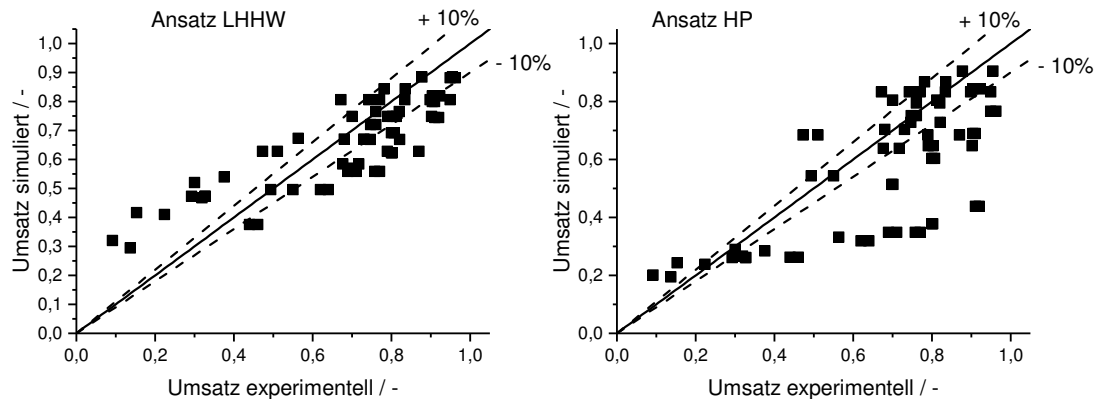 Ansatz LHHW
+ 10%
- 10%
1,0
0,9
0,8
0,7
0,6
0,5
0,4
0,3
0,2
0,1
0,0
Umsatz simuliert / -
0,0 0,2 0,4 0,6 0,8 1,0
Umsatz experimentell / -
Ansatz HP
+ 10%
- 10%
1,0
0,8
0,6
0,4
0,2
0,0
Umsatz simuliert / -
0,0 0,2 0,4 0,6 0,8 1,0
Umsatz experimentell / -